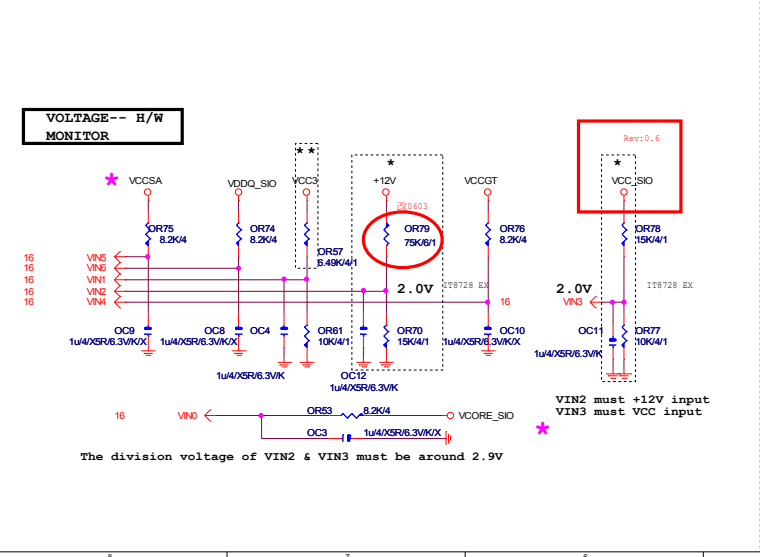 VOLTAGE-- H/W
MONITOR
Rev:0.6
* *
*
*
* VCCSA
VDDQ_SIO
VCC3
+12V
VCCGT
VCC_SIO
OR75
8.2K/4
OR74
8.2K/4
OR57
6.49K/4/1
OR79
75K/6/1
OR76
8.2K/4
OR78
15K/4/1
16 VIN5
16 VIN6
16 VIN1
16 VIN2
16 VIN4
2.0V
IT8728 EX
16
2.0V
VIN3
IT8728 EX
OC9
1u/4/X5R/6.3V/K/X
OC8
1u/4/X5R/6.3V/K/X
OC4
1u/4/X5R/6.3V/K
OR61
10K/4/1
OC12
1u/4/X5R/6.3V/K
OR70
15K/4/1
OC10
1u/4/X5R/6.3V/K/X
OC11
1u/4/X5R/6.3V/K
OR77
10K/4/1
VIN2 must +12V input
VIN3 must VCC input
*
16 VIN0
OR53 8.2K/4
VCORE_SIO
OC3 1u/4/X5R/6.3V/K/X
The division voltage of VIN2 & VIN3 must be around 2.9V